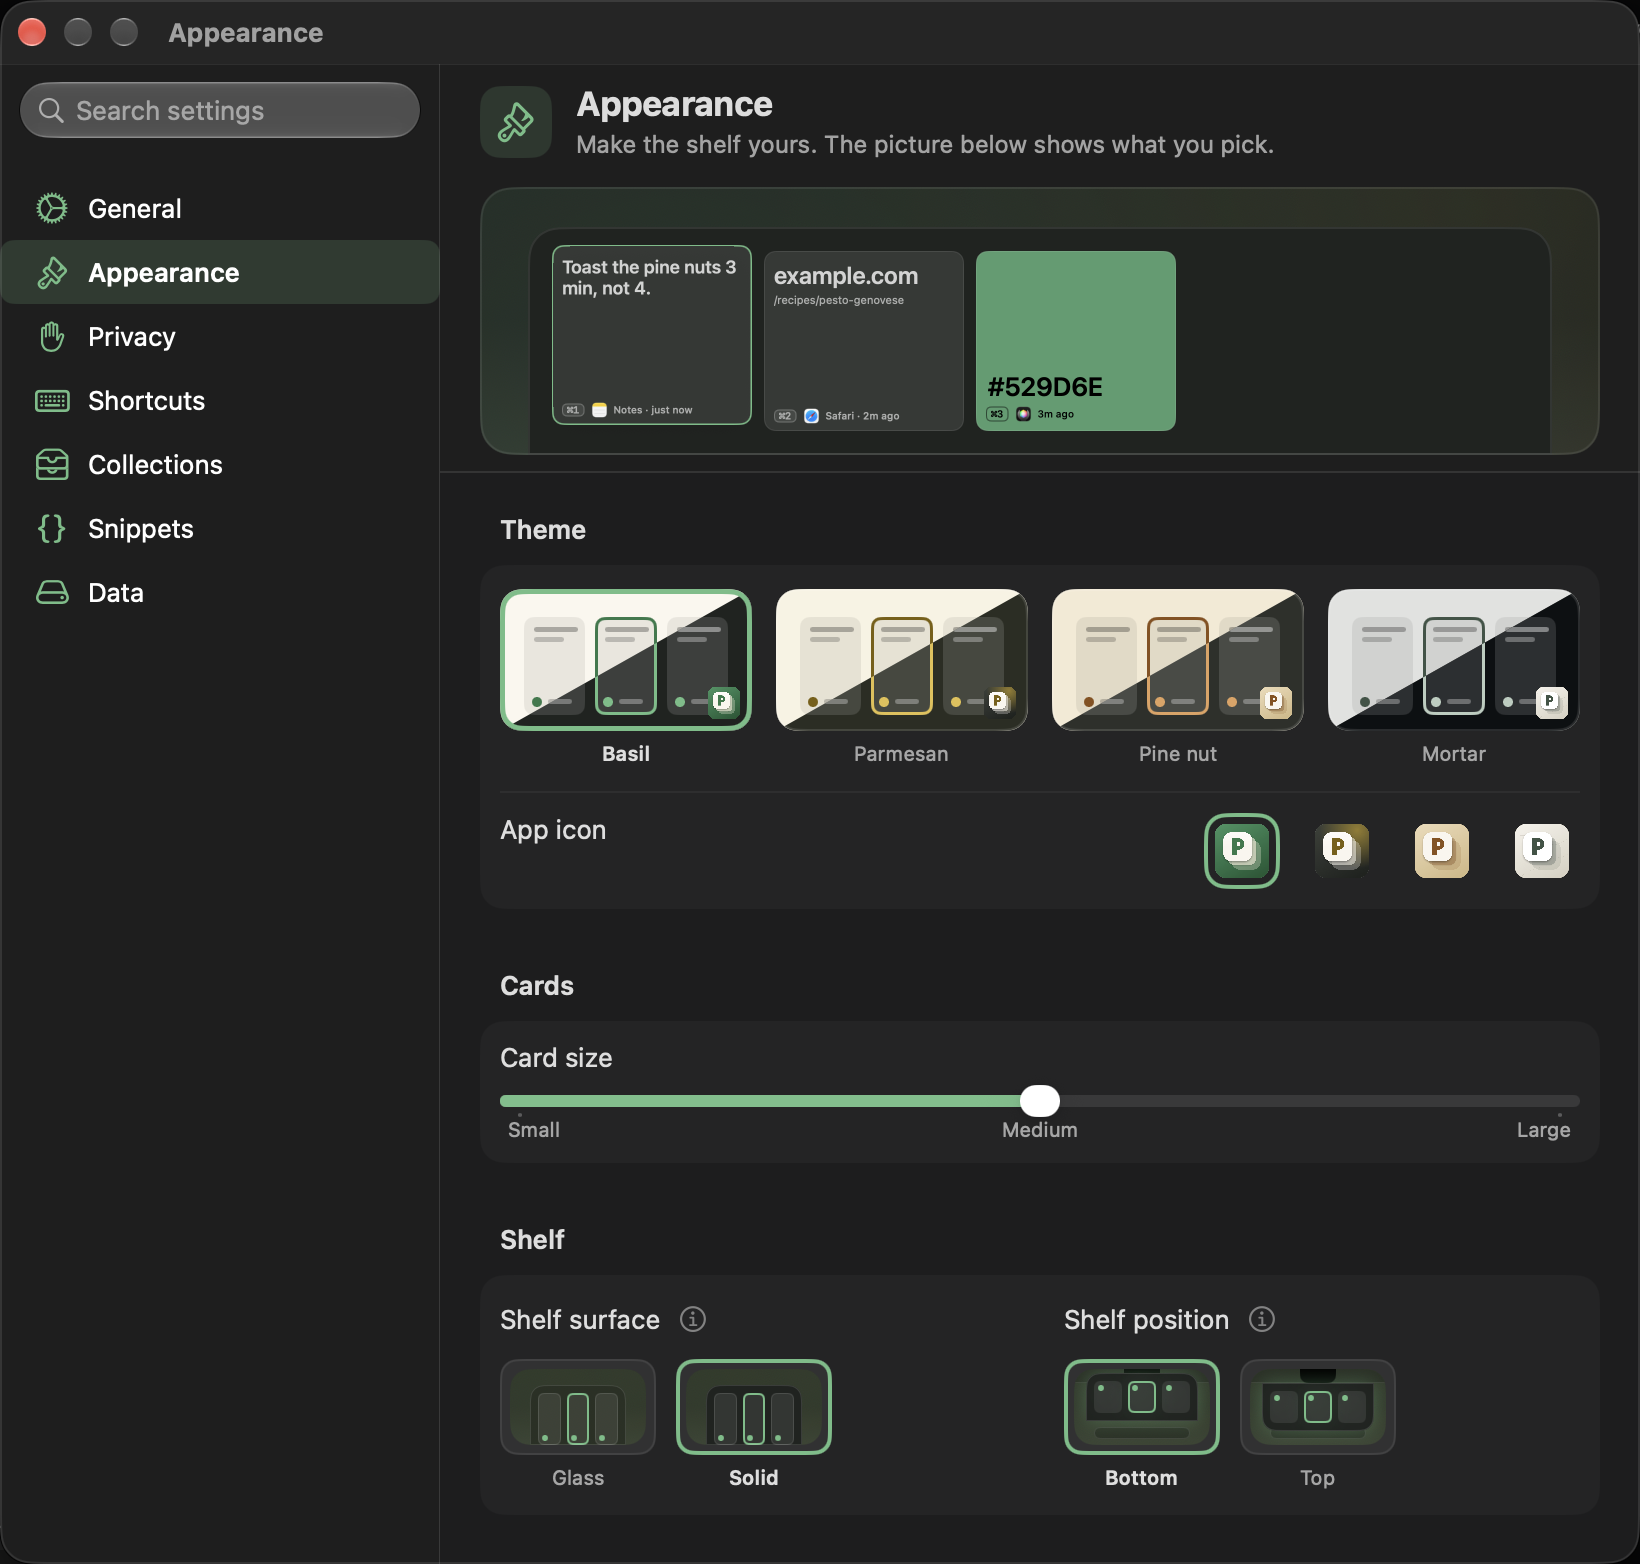 Appearance
Search settings
General
Appearance
Privacy
Shortcuts
Collections
Snippets
Data
Appearance
Make the shelf yours. The picture below shows what you pick.
Toast the pine nuts 3
min, not 4.
⌘1 Notes · just now
example.com
/recipes/pesto-genovese
⌘2 Safari · 2m ago
#529D6E
⌘3 3m ago
Theme
P
P
P
P
Basil
Parmesan
Pine nut
Mortar
App icon
P
P
P
P
Cards
Card size
Small
Medium
Large
Shelf
Shelf surface
Shelf position
Glass
Solid
Bottom
Top